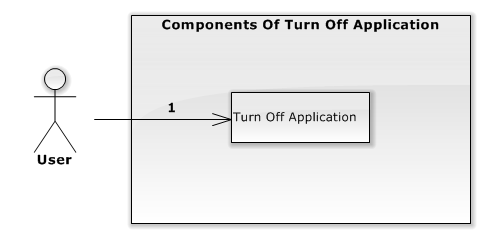 Components Of Turn Off Application
1
Turn Off Application
User